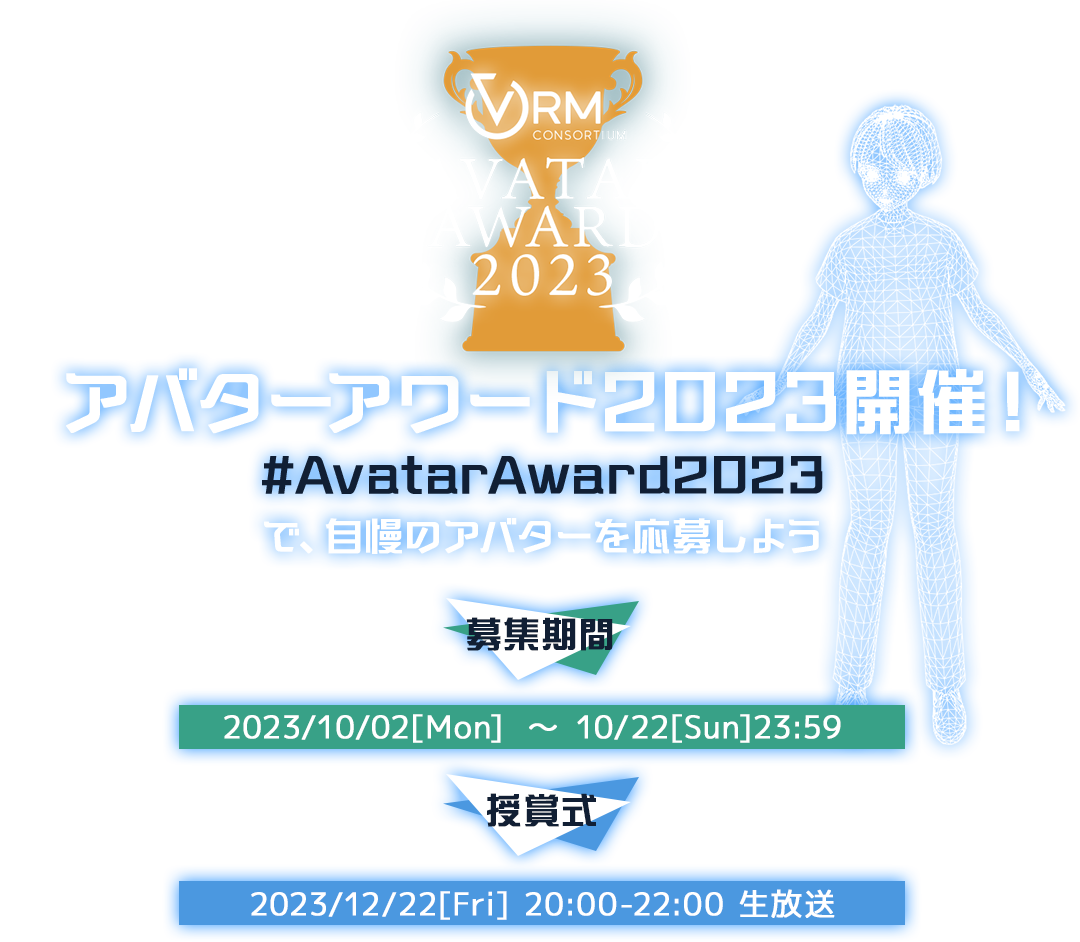 VRM
CONSORTIUM
AVATAR
AWARD
2023
アバターアワード2023開催！
#AvatarAward2023
で、自慢のアバターを応募しよう
募集期間
2023/10/02[Mon] ～ 10/22[Sun]23:59
授賞式
2023/12/22[Fri] 20:00-22:00 生放送